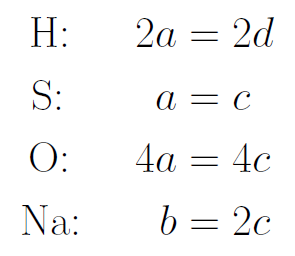 H: 2a = 2d
S: a = c
O: 4a = 4c
Na: b = 2c